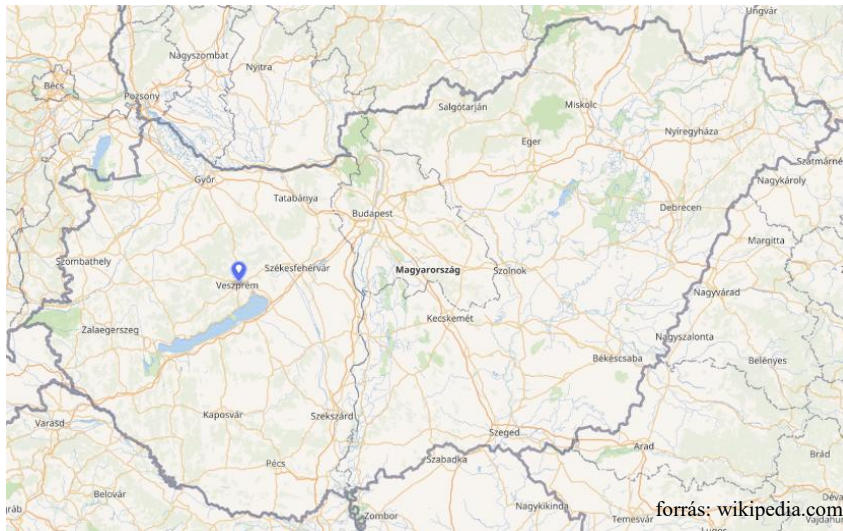 Ungvár
Nagyszombat
Nyitra
Bécs
Pozsony
Salgótarján
Miskolc
Eger
Nyíregyháza
Győr
Szatmárné
Tatabánya
Nagykároly
Budapest
Debrecen
Margitta
Szombathely
Székesfehérvár
Magyarország
Szolnok
Veszprém
Nagyvárad
Kecskemét
Zalaegerszeg
Nagyszalonta
Békéscsaba
Belényes
Kaposvár
Szekszárd
Varasd
Szeged
Arad
Pécs
Szabadka
Brád
Belovár
Déva
gráb
Nagykikinda
forrás: wikipedia.com
Zombor
Temesvár
Vajdahun
Lugos